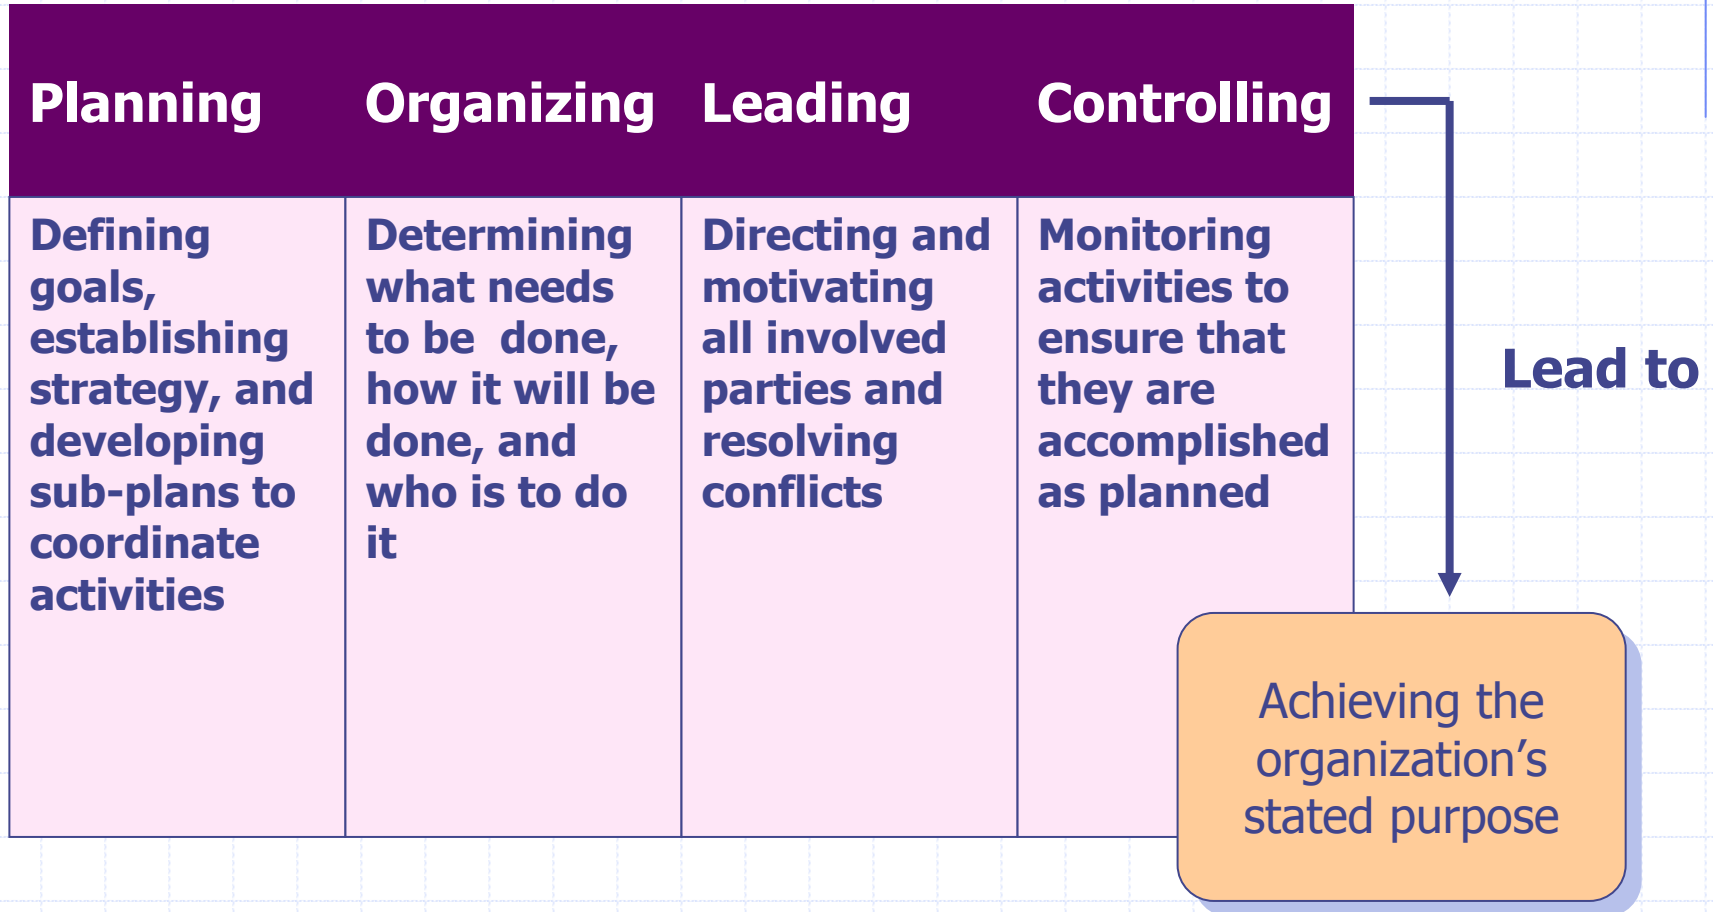 Planning
Organizing
Leading
Controlling
Defining
goals,
establishing
strategy, and
developing
sub-plans to
coordinate
activities
Determining
what needs
to be  done,
how it will be
done, and
who is to do
it
Directing and
motivating
all involved
parties and
resolving
conflicts
Monitoring
activities to
ensure that
they are
accomplished
as planned
Lead to
Achieving the
organization’s
stated purpose